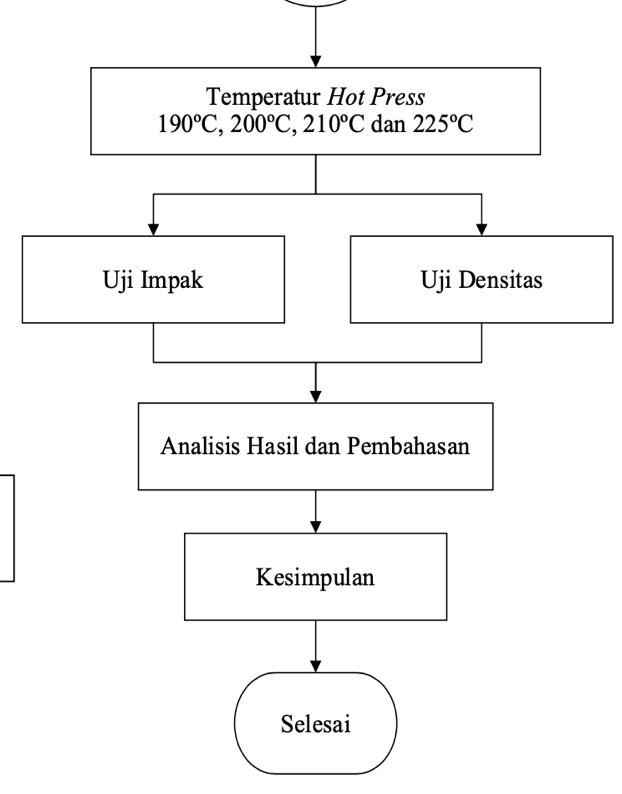 Temperatur Hot Press
190ºC, 200ºC, 210ºC dan 225ºC
Uji Impak
Uji Densitas
Analisis Hasil dan Pembahasan
Kesimpulan
Selesai